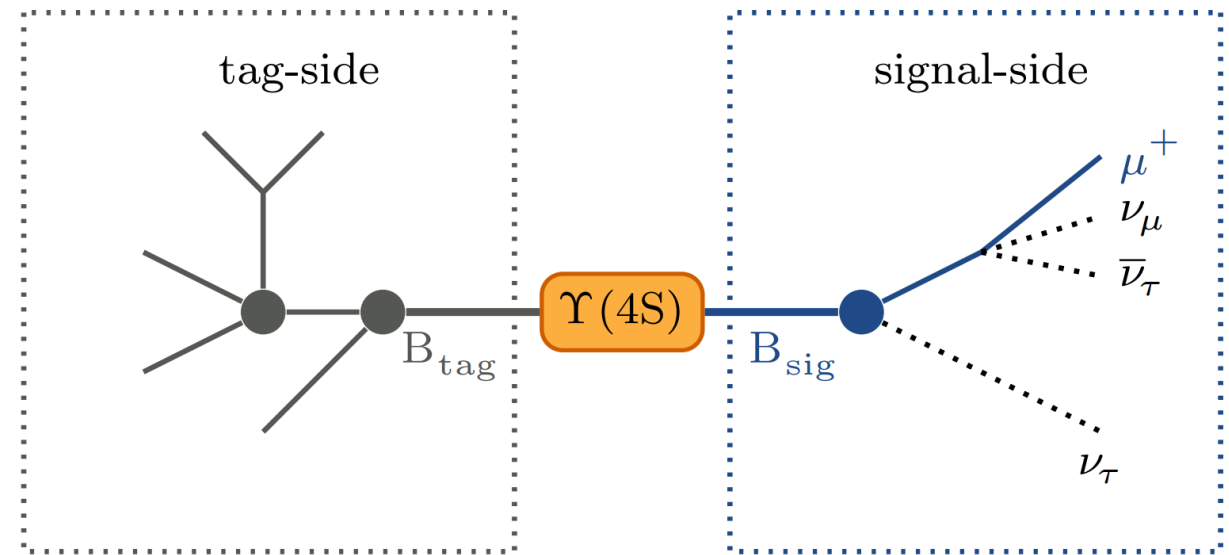 tag-side
signal-side
μ⁺
ν_μ
ν̅_τ
Υ(4S)
B_tag
B_sig
ν_τ